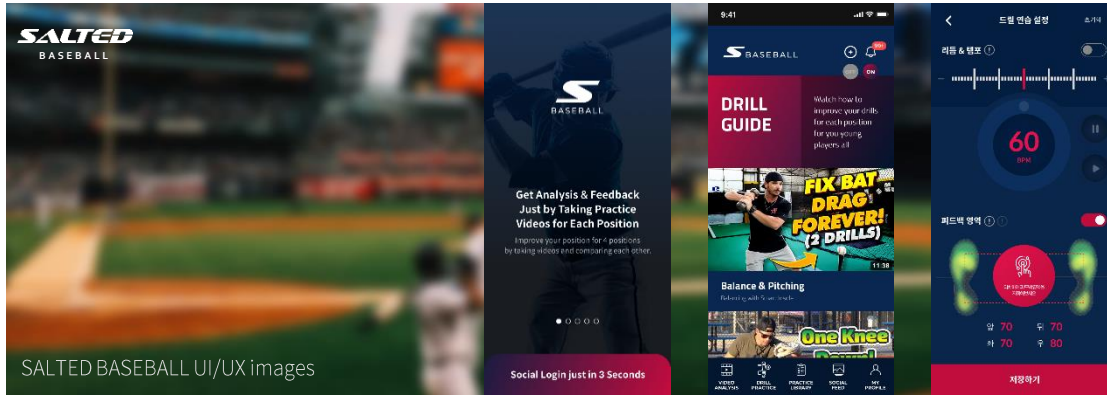 SALTED
BASEBALL
SALTED BASEBALL UI/UX images
S
BASEBALL
Get Analysis & Feedback
Just by Taking Practice
Videos for Each Position
Improve your position for 4 positions
by taking videos and comparing each other.
Social Login just in 3 Seconds
9:41
S BASEBALL
ON
DRILL
GUIDE
Watch how to
improve your drills
for each position
for you young
players all
FIX BAT
DRAG
FOREVER!
(2 DRILLS)
11:38
Balance & Pitching
One Knee
Down!
VIDEO
ANALYSIS
DRILL
PRACTICE
PRACTICE
LIBRARY
SOCIAL
FEED
MY
PROFILE
드릴 연습 설정
초기화
리듬 & 템포
60
BPM
피드백 영역
앞 70 뒤 70
좌 70 우 80
저장하기